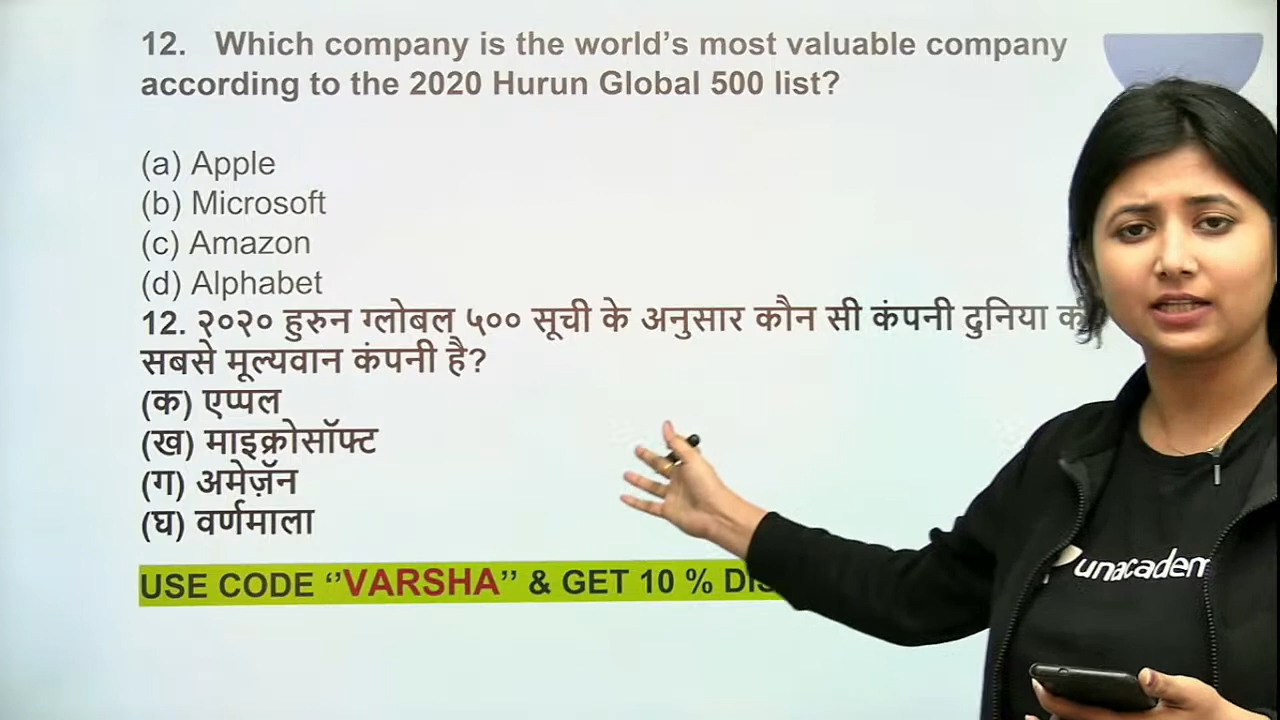 12. Which company is the world's most valuable company
according to the 2020 Hurun Global 500 list?
(a) Apple
(b) Microsoft
(c) Amazon
(d) Alphabet
12. २०२० हुरुन ग्लोबल ५०० सूची के अनुसार कौन सी कंपनी दुनिया की
सबसे मूल्यवान कंपनी है?
(क) एप्पल
(ख) माइक्रोसॉफ्ट
(ग) अमेज़ॅन
(घ) वर्णमाला
USE CODE ‘’VARSHA’’ & GET 10 %
unacadem